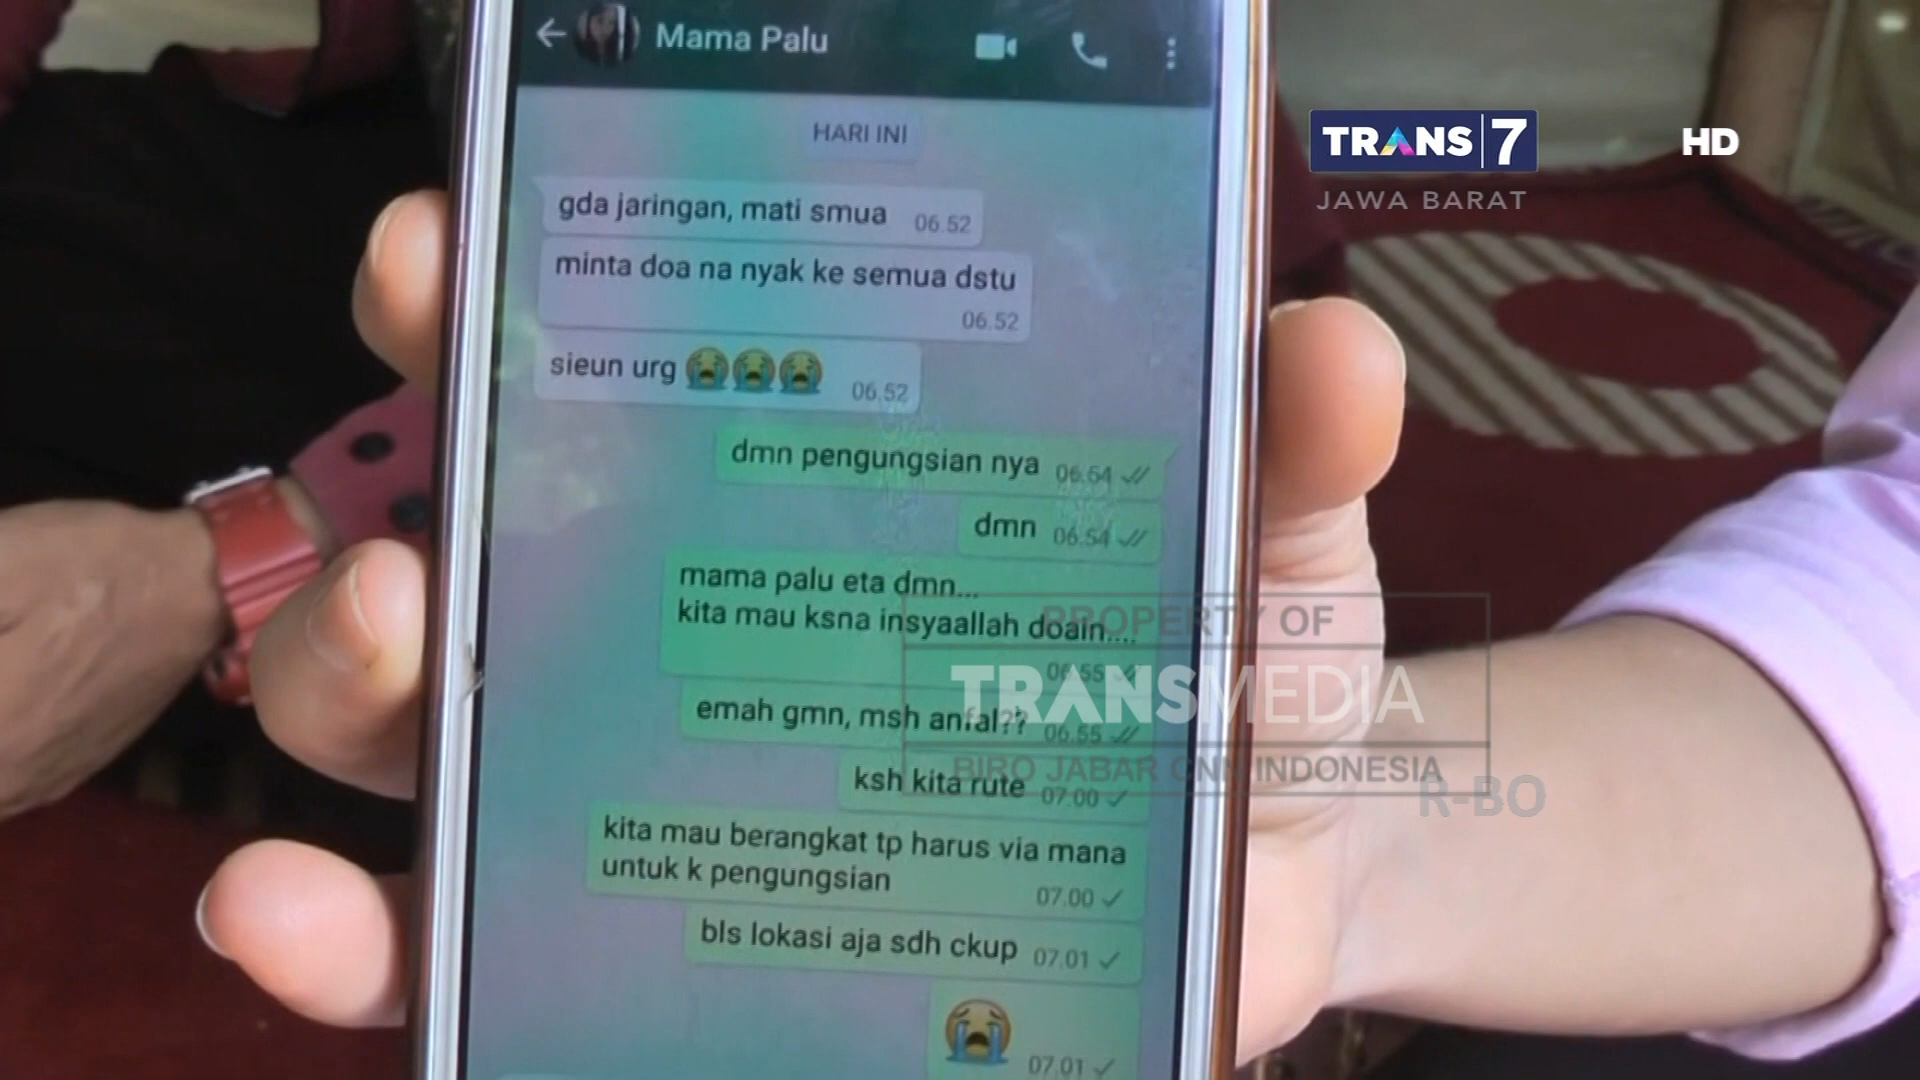 Mama Palu
TRANS 7
HD
JAWA BARAT
HARI INI
gda jaringan, mati smua 06.52
minta doa na nyak ke semua dstu
06.52
sieun urg 😭😭😭 06.52
dmn pengungsian nya 06.54
dmn 06.54
mama palu eta dmn...
kita mau ksna insyaallah doain....
06.55
emah gmn, msh anfal?? 06.55
ksh kita rute 07.00
kita mau berangkat tp harus via mana
untuk k pengungsian 07.00
bls lokasi aja sdh ckup 07.01
😭 07.01
PROPERTY OF
TRANSMEDIA
BIRO JABAR CNN INDONESIA
R-BO